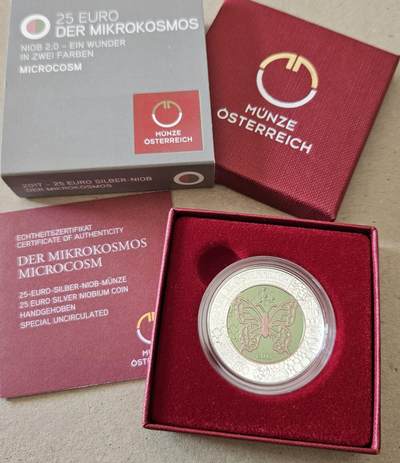 25 EURO
DER MIKROKOSMOS
NIOB 2.0 – EIN WUNDER
IN ZWEI FARBEN
MICROCOSM
MÜNZE
ÖSTERREICH
2017 - 25 EURO SILBER-NIOB
DER MIKROKOSMOS
MÜNZE
ÖSTERREICH
ECHTHEITSZERTIFIKAT
CERTIFICATE OF AUTHENTICITY
DER MIKROKOSMOS
MICROCOSM
25-EURO-SILBER-NIOB-MÜNZE
25 EURO SILVER NIOBIUM COIN
HANDGEHOBEN
SPECIAL UNCIRCULATED